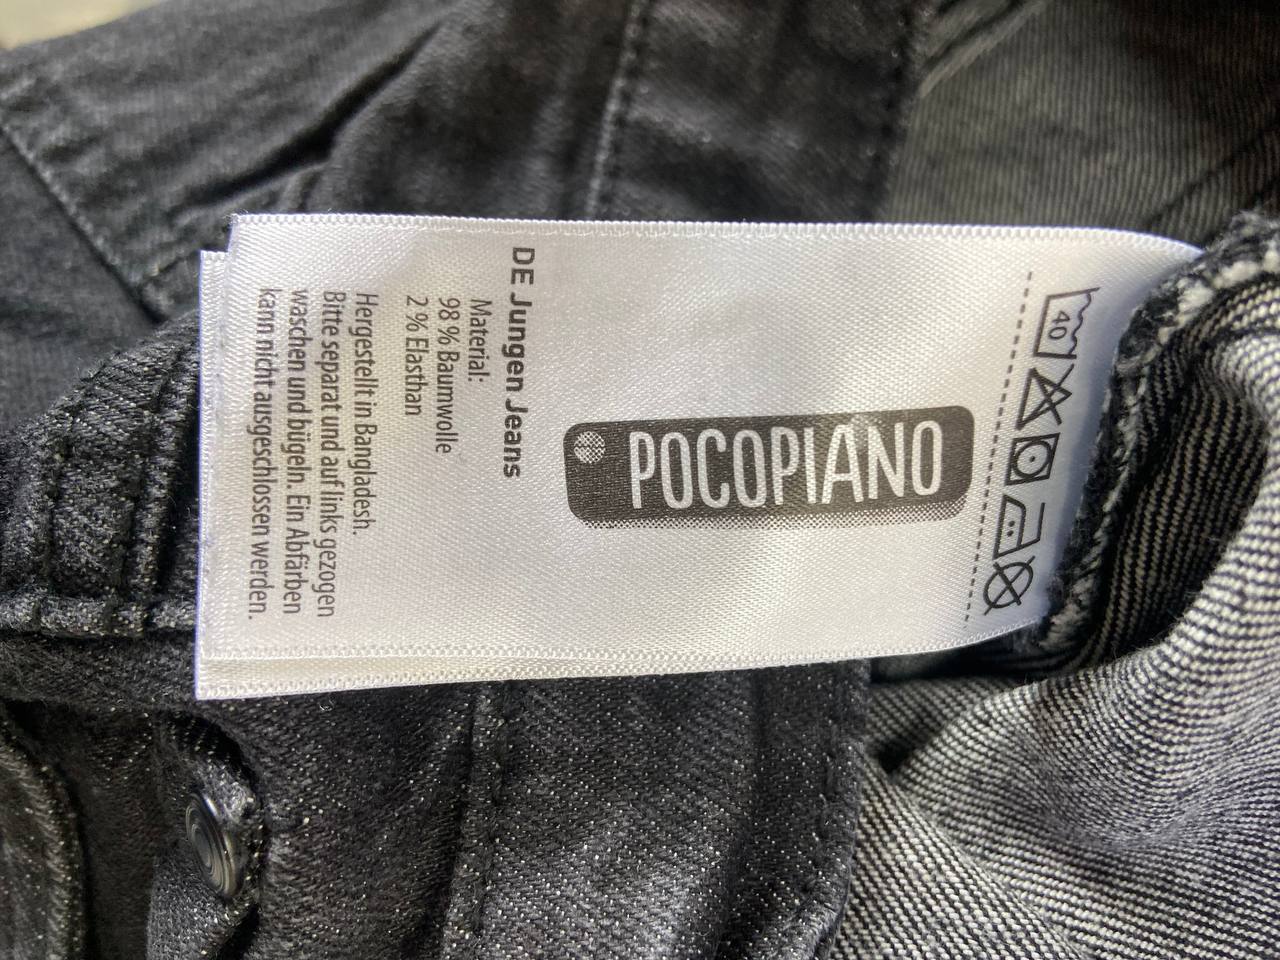 POCOPIANO
40
DE Jungen Jeans
Material:
98 % Baumwolle
2 % Elasthan
Hergestellt in Bangladesh.
Bitte separat und auf links gezogen
waschen und bügeln. Ein Abfärben
kann nicht ausgeschlossen werden.